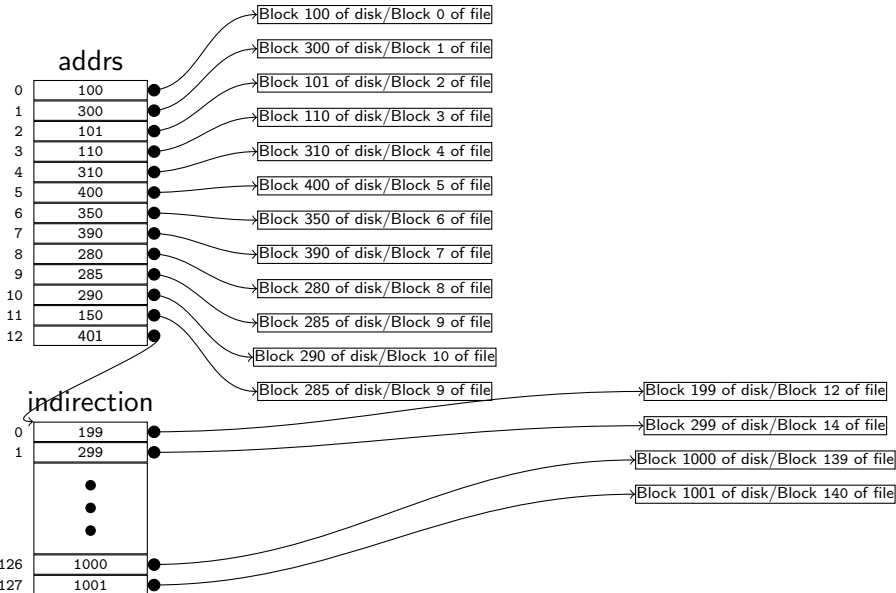 addrs
0 100
1 300
2 101
3 110
4 310
5 400
6 350
7 390
8 280
9 285
10 290
11 150
12 401
Block 100 of disk/Block 0 of file
Block 300 of disk/Block 1 of file
Block 101 of disk/Block 2 of file
Block 110 of disk/Block 3 of file
Block 310 of disk/Block 4 of file
Block 400 of disk/Block 5 of file
Block 350 of disk/Block 6 of file
Block 390 of disk/Block 7 of file
Block 280 of disk/Block 8 of file
Block 285 of disk/Block 9 of file
Block 290 of disk/Block 10 of file
Block 285 of disk/Block 9 of file
indirection
0 199
1 299
126 1000
127 1001
Block 199 of disk/Block 12 of file
Block 299 of disk/Block 14 of file
Block 1000 of disk/Block 139 of file
Block 1001 of disk/Block 140 of file